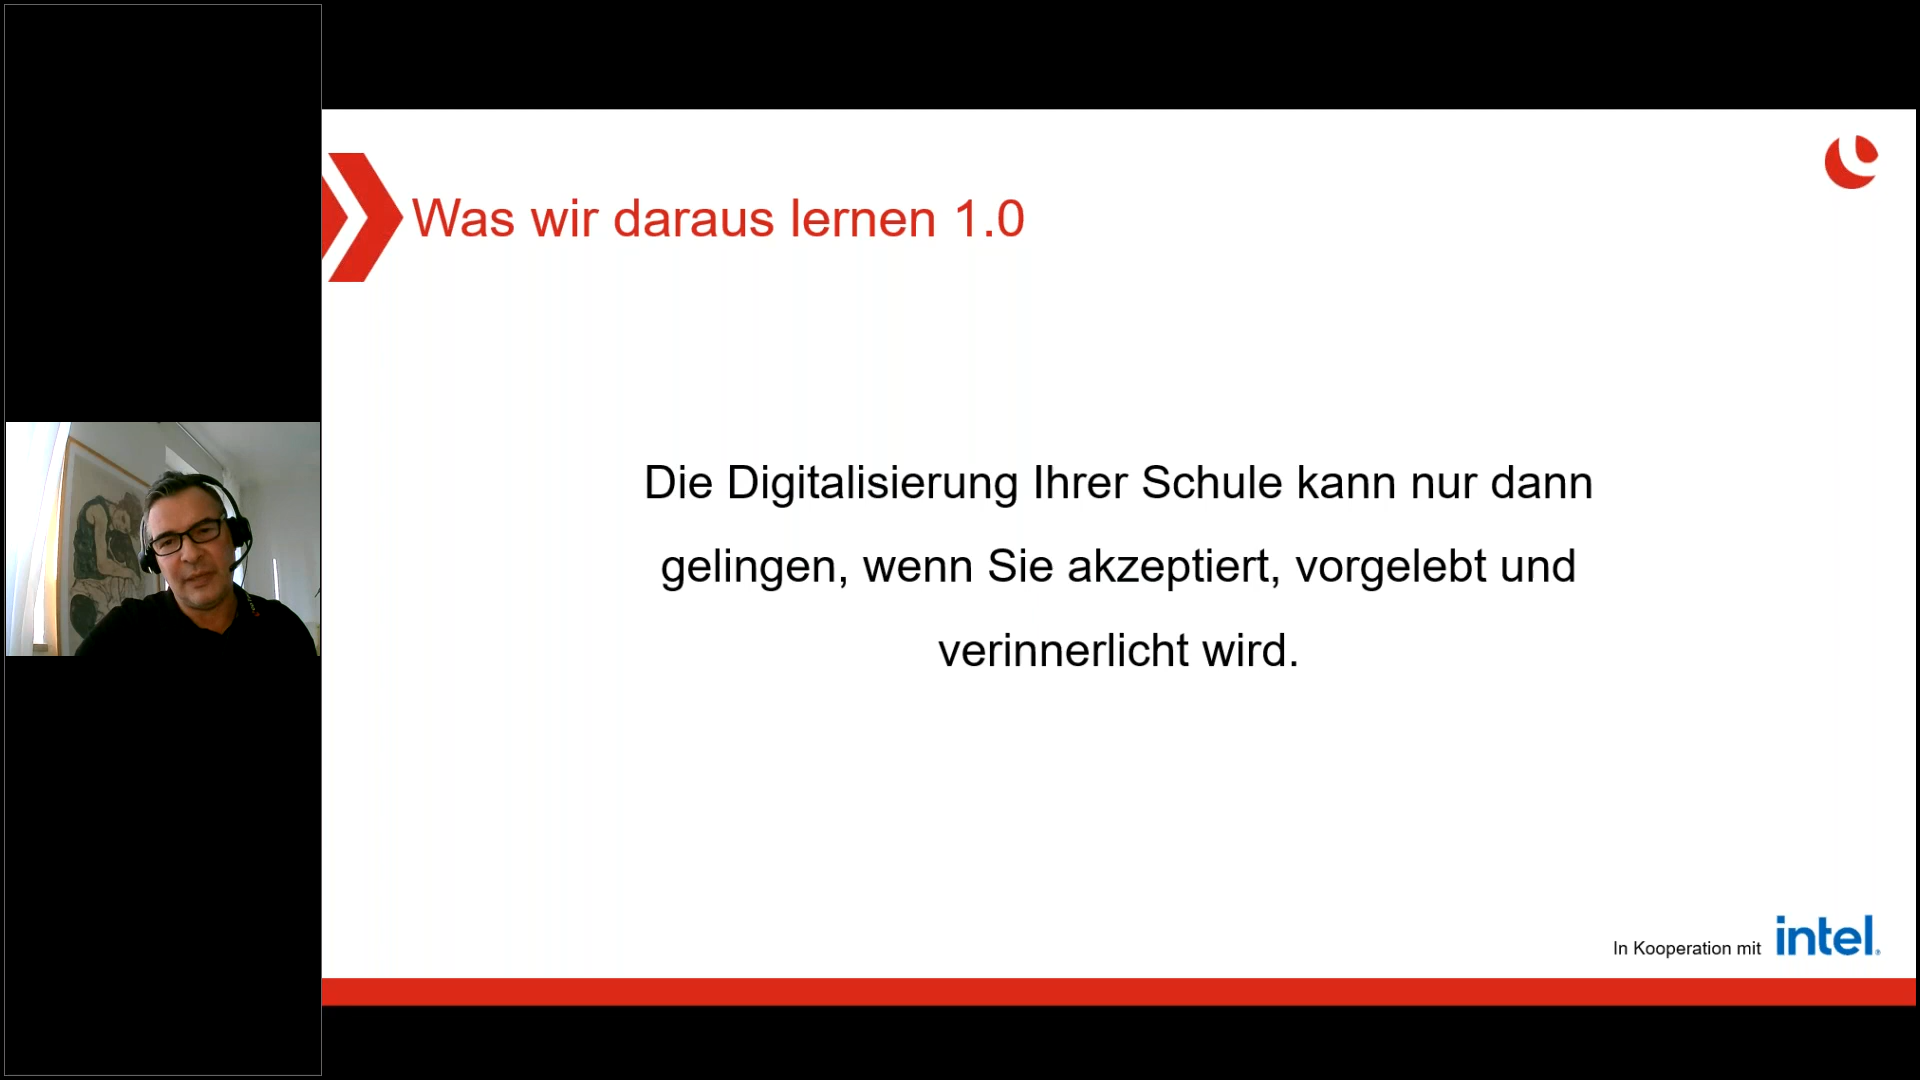 Was wir daraus lernen 1.0
Die Digitalisierung Ihrer Schule kann nur dann
gelingen, wenn Sie akzeptiert, vorgelebt und
verinnerlicht wird.
In Kooperation mit intel.